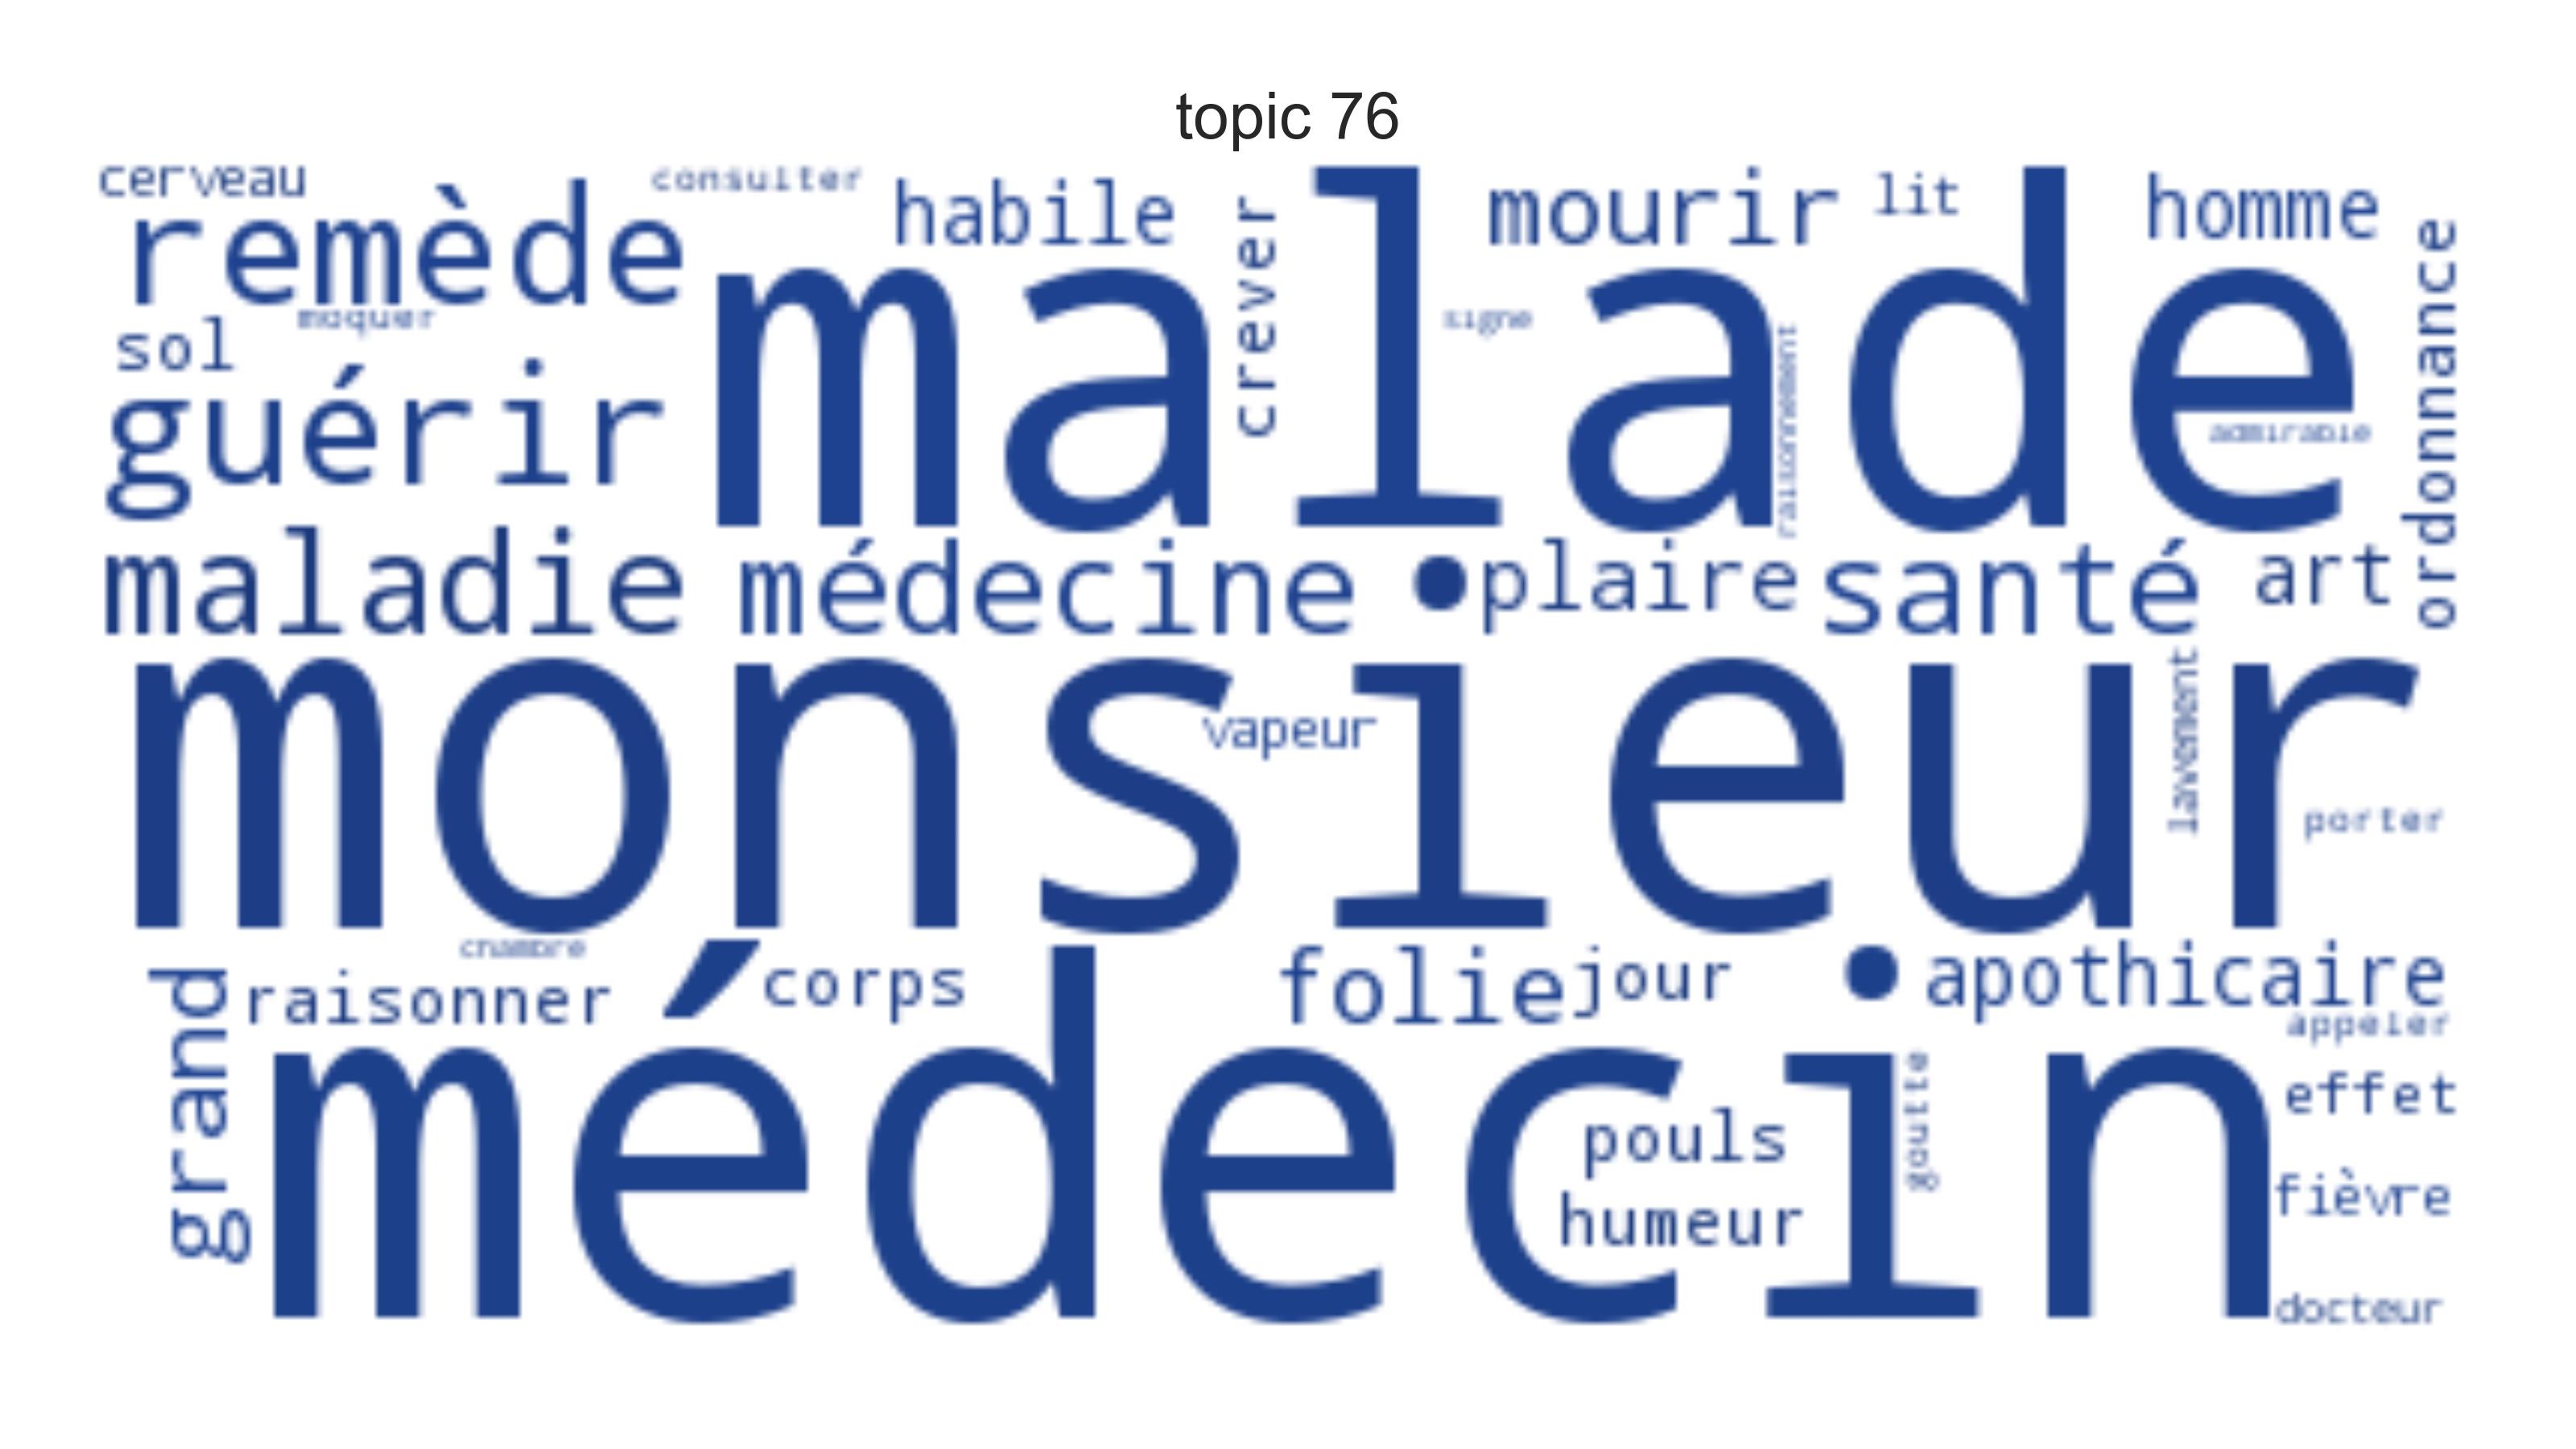 topic 76
cerveau
consulter
habile
mourir
lit
homme
remède
crever
malade
ordonnance
moquer
signe
sol
guérir
raisonnement
admirable
maladie
médecine
plaire
santé
art
monsieur
vapeur
lavement
porter
chambre
grand
raisonner
corps
folie
jour
apothicaire
appeler
médecin
goutte
effet
pouls
fièvre
humeur
docteur